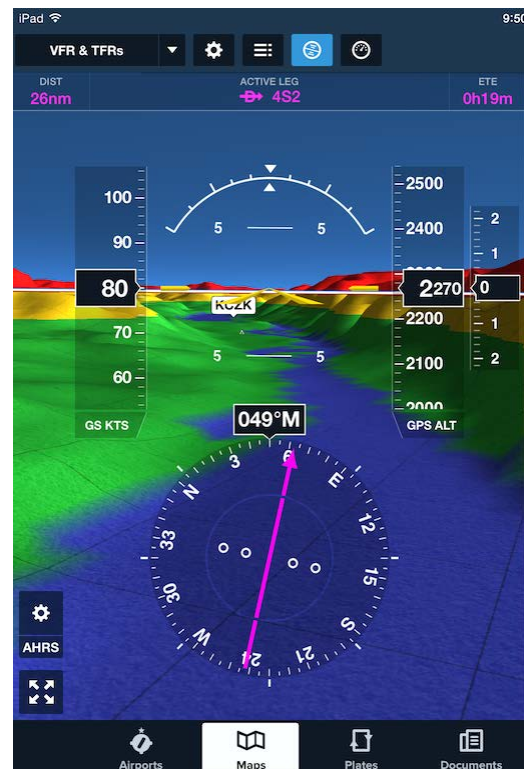 iPad 9:50
VFR & TFRs
DIST ACTIVE LEG ETE
26nm D 4S2 0h19m
100
90
80
70
60
GS KTS
5 5
KCZK
5 5
2500
2400
2270
2200
2100
2000
GPS ALT
2
1
0
1
2
049°M
N 3 6 E 12 15 S 21 24 W 30 33
AHRS
Airports Maps Plates Documents